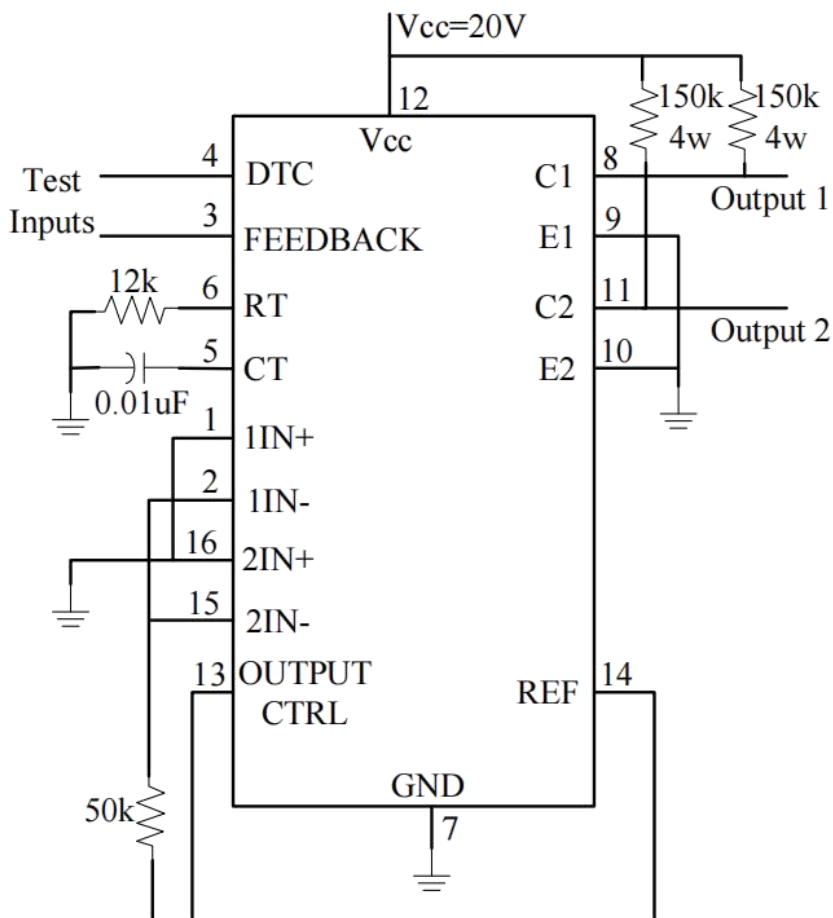 Vcc=20V
12
Vcc
150k
4w
150k
4w
Test
Inputs
4
DTC
3
FEEDBACK
12k
6
RT
5
CT
0.01uF
1
1IN+
2
1IN-
16
2IN+
15
2IN-
13
OUTPUT
CTRL
50k
C1
8
Output 1
E1
9
C2
11
Output 2
E2
10
REF
14
GND
7